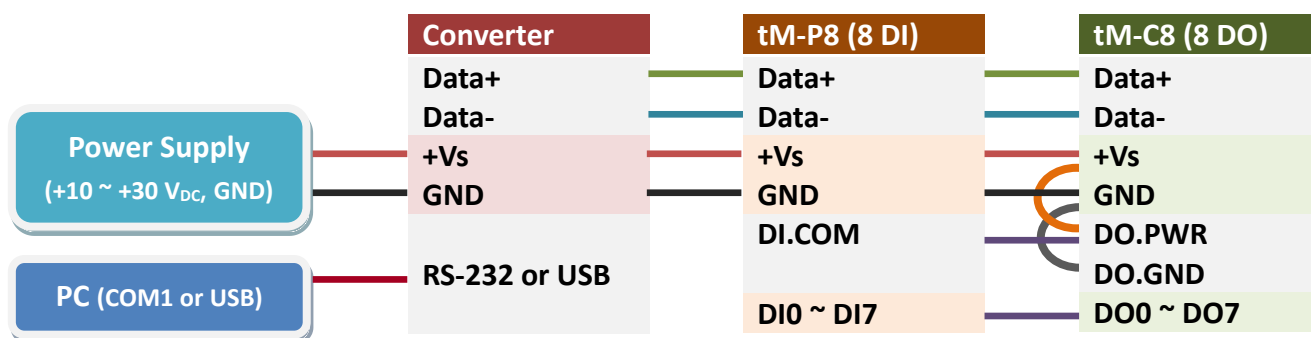 Power Supply
(+10 ~ +30 VDC, GND)
PC (COM1 or USB)
Converter
Data+
Data-
+Vs
GND
RS-232 or USB
tM-P8 (8 DI)
Data+
Data-
+Vs
GND
DI.COM
DI0 ~ DI7
tM-C8 (8 DO)
Data+
Data-
+Vs
GND
DO.PWR
DO.GND
DO0 ~ DO7